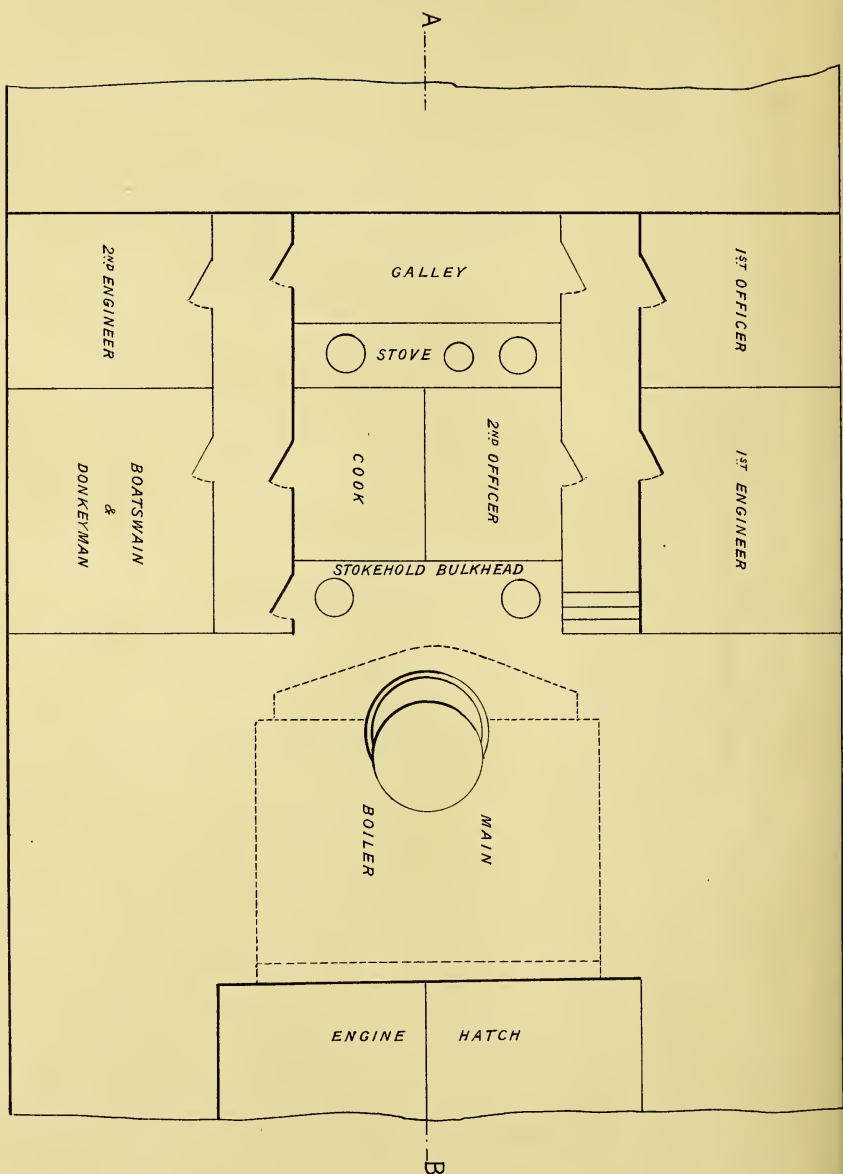 A
2ND ENGINEER
GALLEY
1ST OFFICER
STOVE
BOATSWAIN
&
DONKEYMAN
COOK
2ND OFFICER
1ST ENGINEER
STOKEHOLD BULKHEAD
MAIN
BOILER
ENGINE HATCH
B